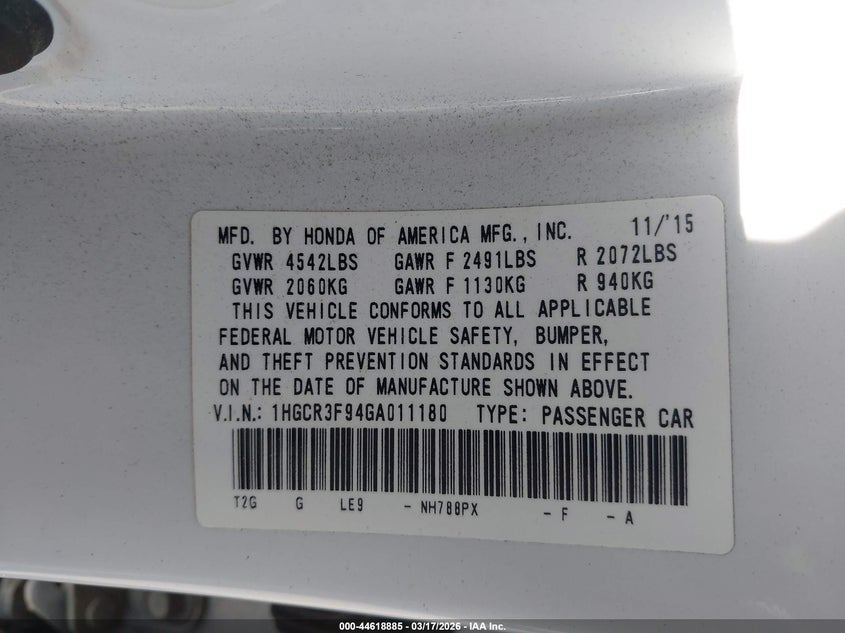 MFD. BY HONDA OF AMERICA MFG., INC. 11/'15
GVWR 4542LBS GAWR F 2491LBS R 2072LBS
GVWR 2060KG GAWR F 1130KG R 940KG
THIS VEHICLE CONFORMS TO ALL APPLICABLE
FEDERAL MOTOR VEHICLE SAFETY, BUMPER,
AND THEFT PREVENTION STANDARDS IN EFFECT
ON THE DATE OF MANUFACTURE SHOWN ABOVE.
V.I.N.: 1HGCR3F94GA011180 TYPE: PASSENGER CAR
T2G G LE9 - NH788PX - F - A
000-44618885 - 03/17/2026 - IAA Inc.